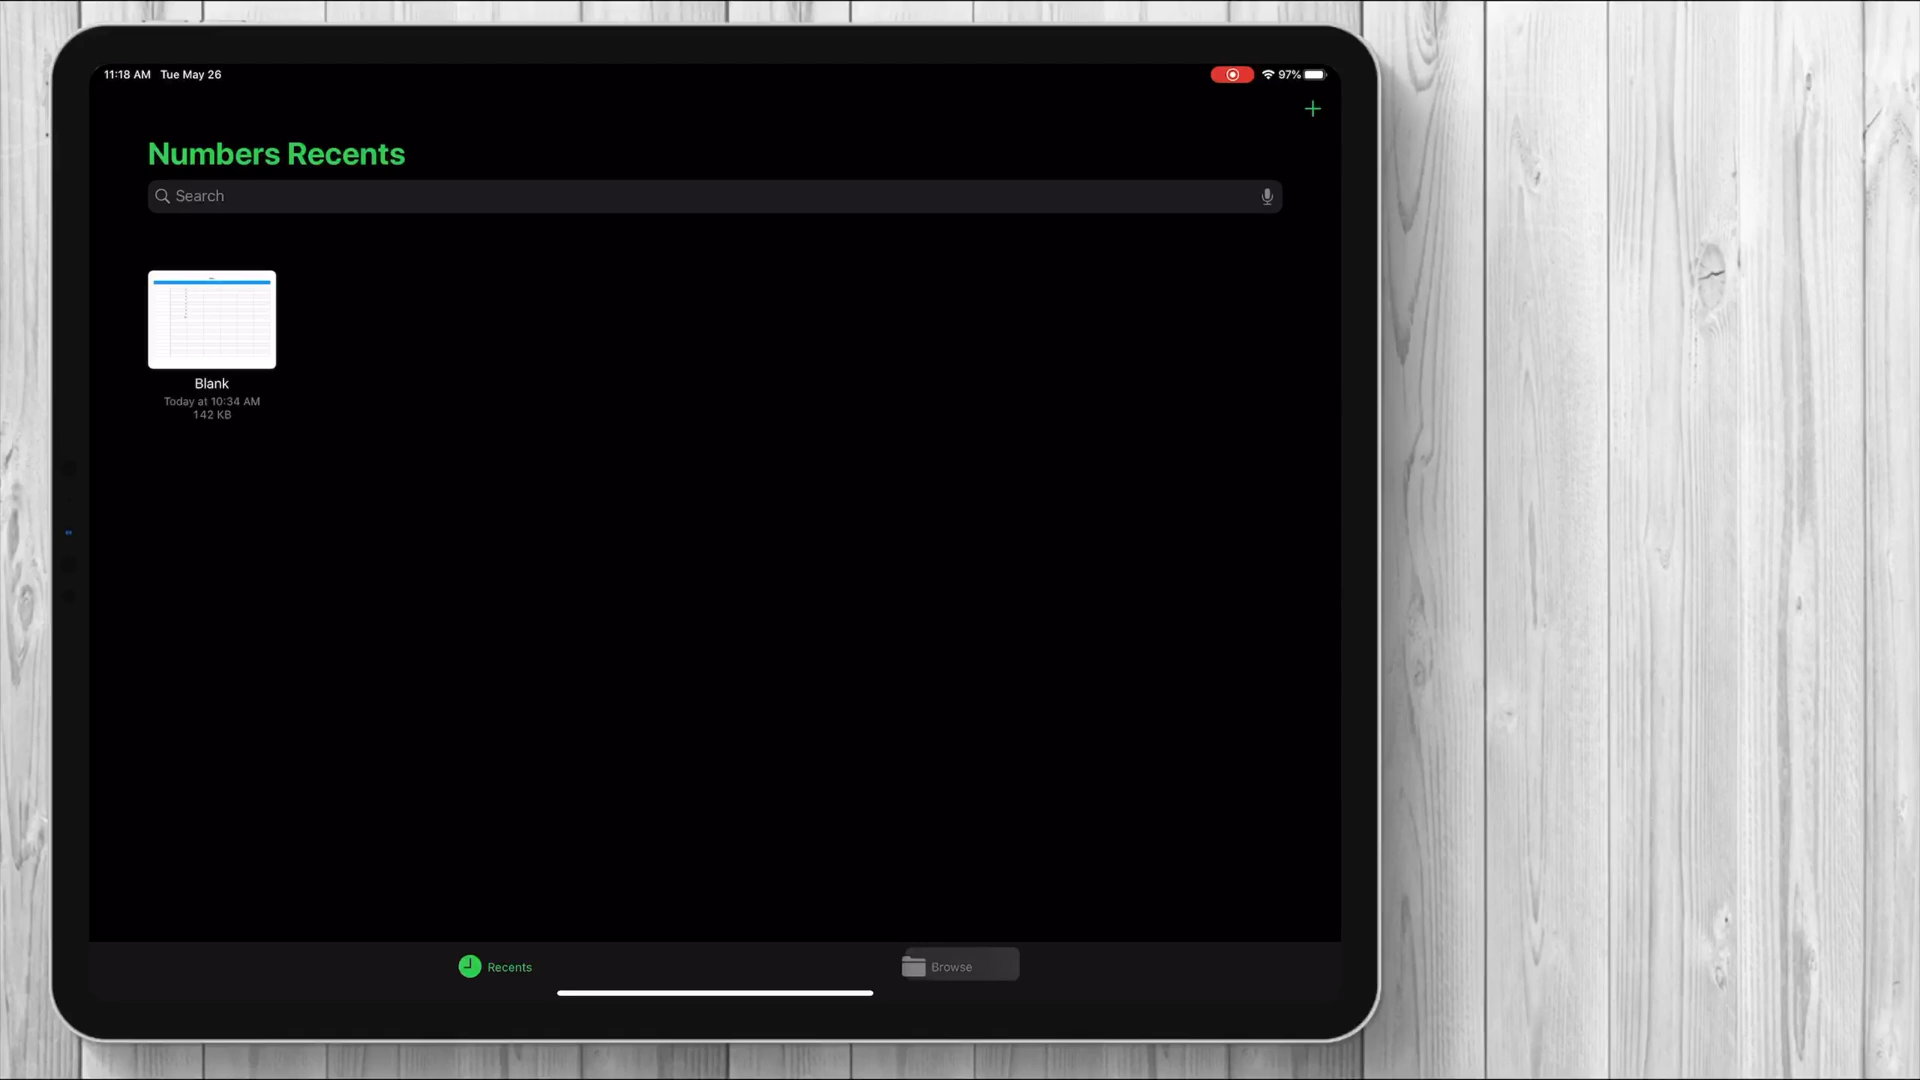 11:18 AM Tue May 26
97%
Numbers Recents
Search
Blank
Today at 10:34 AM
142 KB
Recents
Browse